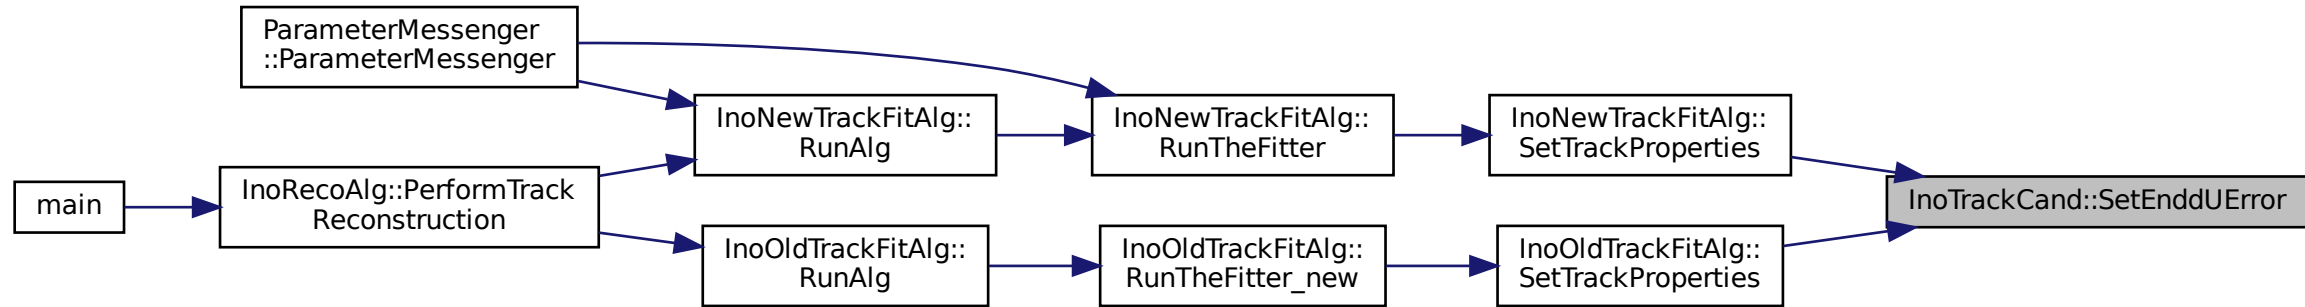 ParameterMessenger
::ParameterMessenger
InoNewTrackFitAlg::
RunAlg
InoNewTrackFitAlg::
RunTheFitter
InoNewTrackFitAlg::
SetTrackProperties
main
InoRecoAlg::PerformTrack
Reconstruction
InoTrackCand::SetEnddUError
InoOldTrackFitAlg::
RunAlg
InoOldTrackFitAlg::
RunTheFitter_new
InoOldTrackFitAlg::
SetTrackProperties